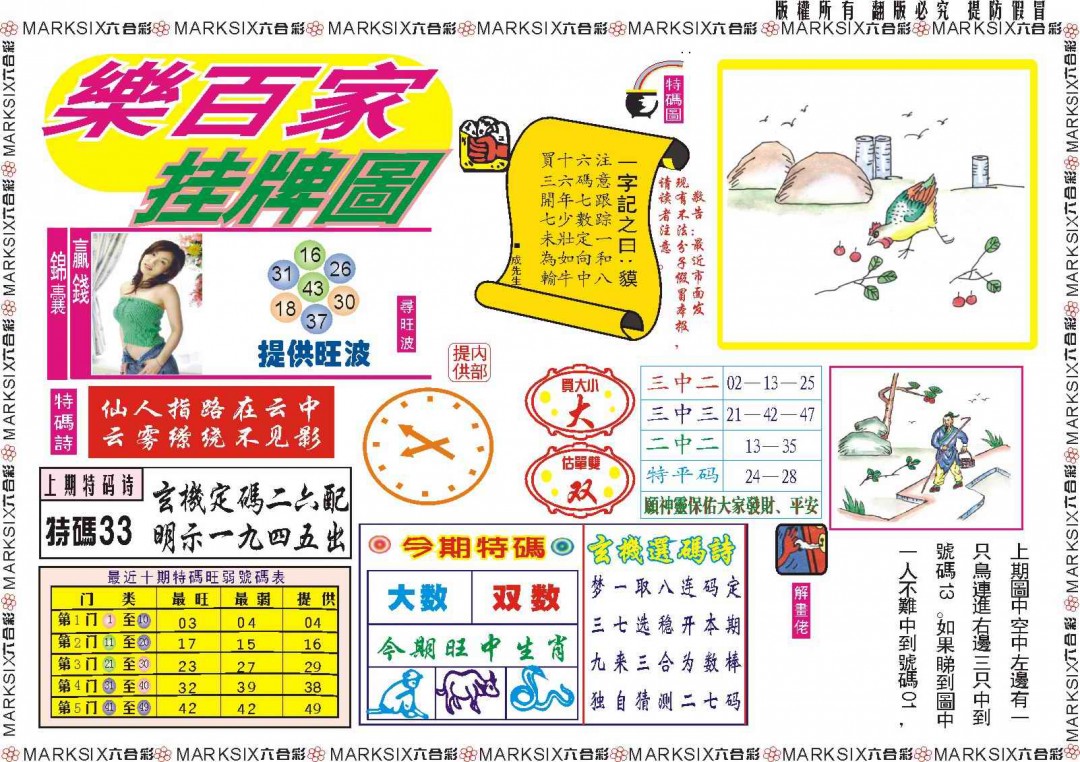 版權所有 翻版必究 提防假冒
MARKSIX六合彩 MARKSIX六合彩 MARKSIX六合彩 MARKSIX六合彩 MARKSIX六合彩 MARKSIX六合彩 MARKSIX六合彩
樂百家
挂牌圖
特碼圖
一字記之曰：貘
注意跟踪一和八
六碼七數定向中
十六年少壯如牛
買三開七未為輸
■成先生
敬告：最近市面发
现有不法分子假冒本报，
请读者注意。
贏錢
錦囊
16
31 26
43
18 30
37
提供旺波
尋旺波
内部
提供
特碼詩
仙人指路在云中
云雾缭绕不见影
買大小
大
估單雙
双
三中二 02—13—25
三中三 21—42—47
二中二 13—35
特平码 24—28
願神靈保佑大家發財、平安
上期特码诗
特碼33
玄機定碼二六配
明示一九四五出
最近十期特碼旺弱號碼表
门 类 最旺 最弱 提供
第1门 1 至 10 03 04 04
第2门 11 至 20 17 15 16
第3门 21 至 30 23 27 29
第4门 31 至 40 32 39 38
第5门 41 至 49 42 42 49
今期特碼
大数 双数
今期旺中生肖
玄機選碼詩
梦一取八连码定
三七选稳开本期
九来三合为数棒
独自猜测二七码
解畫佬
上期圖中空中左邊有一
只鳥連進右邊三只中到
號碼13。如果睇到圖中
一人不難中到號碼01，
MARKSIX六合彩 MARKSIX六合彩 MARKSIX六合彩 MARKSIX六合彩 MARKSIX六合彩 MARKSIX六合彩 MARKSIX六合彩